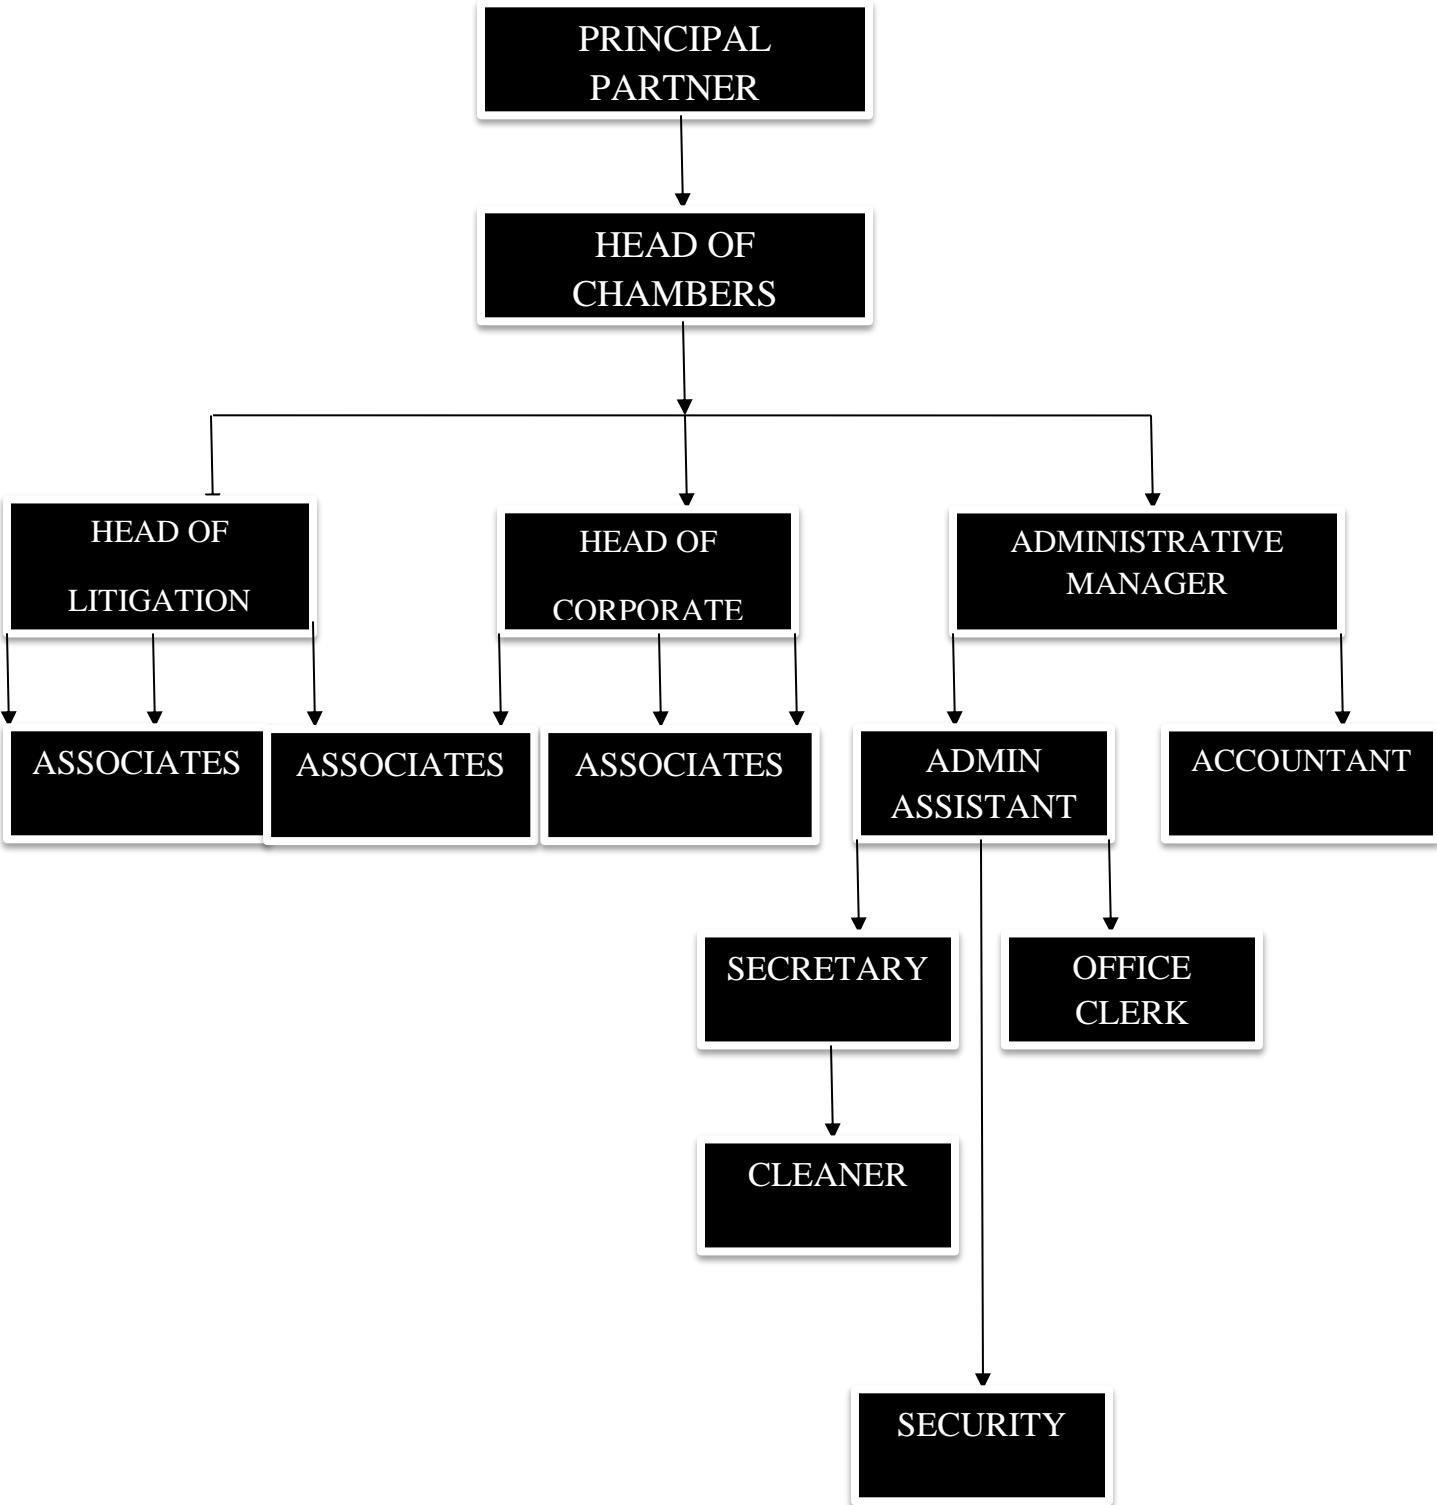 PRINCIPAL
PARTNER
HEAD OF
CHAMBERS
HEAD OF
LITIGATION
HEAD OF
CORPORATE
ADMINISTRATIVE
MANAGER
ASSOCIATES
ASSOCIATES
ASSOCIATES
ADMIN
ASSISTANT
ACCOUNTANT
SECRETARY
OFFICE
CLERK
CLEANER
SECURITY